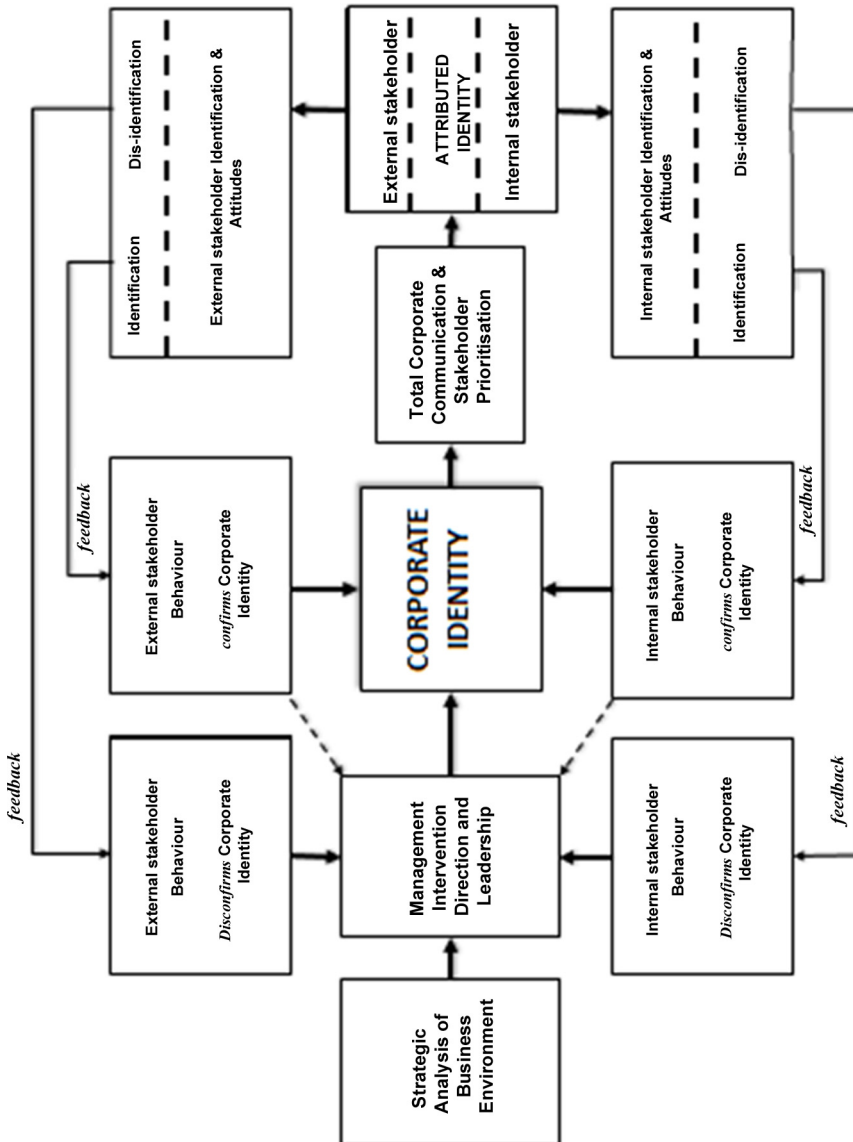 Strategic
Analysis of
Business
Environment
External stakeholder
Behaviour
Disconfirms Corporate
Identity
Management
Intervention
Direction and
Leadership
Internal stakeholder
Behaviour
Disconfirms Corporate
Identity
feedback
feedback
External stakeholder
Behaviour
confirms Corporate
Identity
feedback
CORPORATE
IDENTITY
Internal stakeholder
Behaviour
confirms Corporate
Identity
feedback
Total Corporate
Communication &
Stakeholder
Prioritisation
Identification
Dis-identification
External stakeholder Identification &
Attitudes
External stakeholder
ATTRIBUTED
IDENTITY
Internal stakeholder
Internal stakeholder Identification &
Attitudes
Identification
Dis-identification